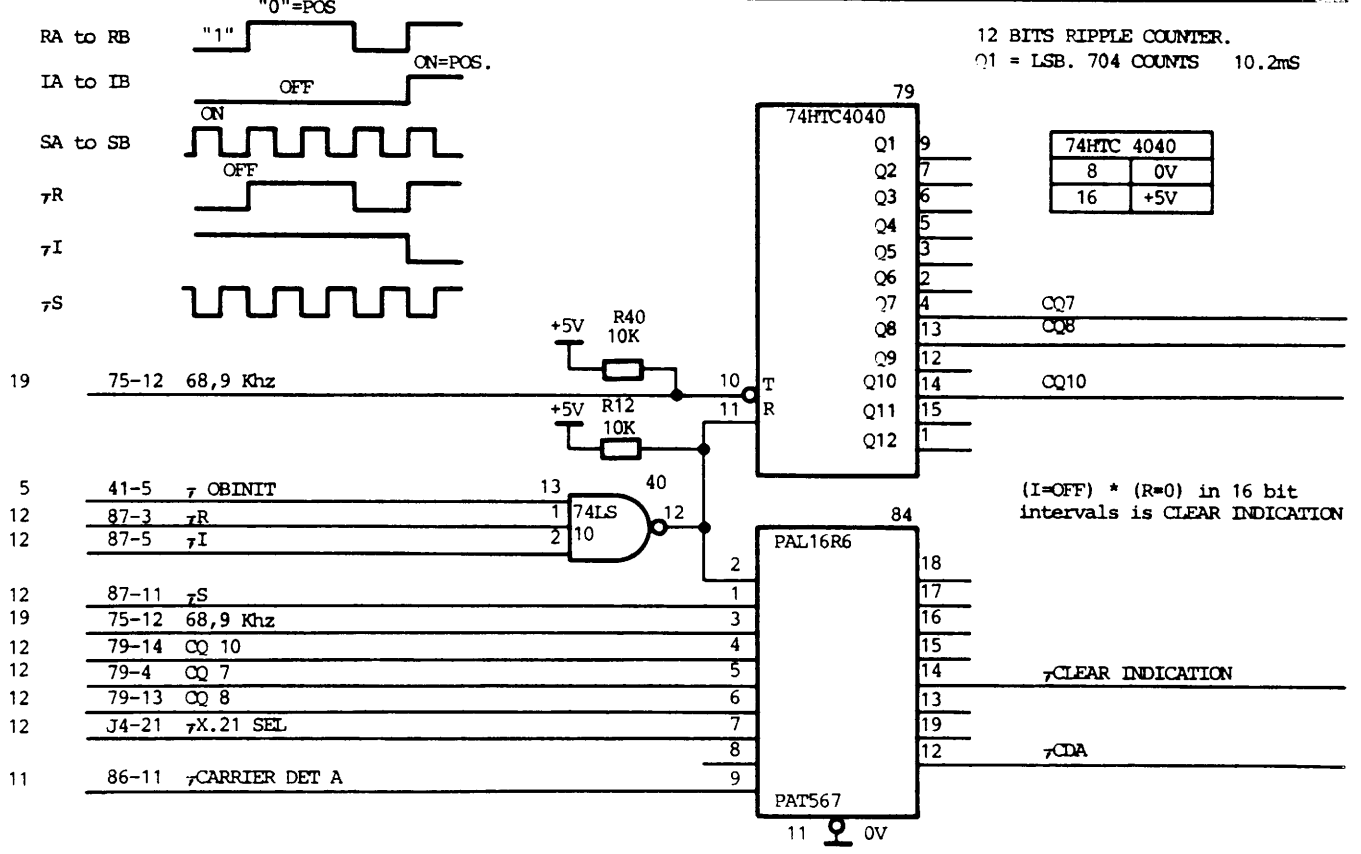 "0"=POS
RA to RB "1"
ON=POS.
IA to IB OFF
ON
SA to SB
OFF
⁊R
⁊I
⁊S
12 BITS RIPPLE COUNTER.
Q1 = LSB. 704 COUNTS 10.2mS
79
74HTC4040
Q1 9
Q2 7
Q3 6
Q4 5
Q5 3
Q6 2
Q7 4 CQ7
Q8 13 CQ8
Q9 12
Q10 14 CQ10
Q11 15
Q12 1
74HTC 4040
8 0V
16 +5V
+5V R40
10K
19 75-12 68,9 Khz 10 T
11 R
+5V R12
10K
40
5 41-5 ⁊ OBINIT 13
12 87-3 ⁊R 1 74LS 12
12 87-5 ⁊I 2 10
(I=OFF) * (R=0) in 16 bit
intervals is CLEAR INDICATION
84
PAL16R6
2 18
12 87-11 ⁊S 1 17
19 75-12 68,9 Khz 3 16
12 79-14 CQ 10 4 15
12 79-4 CQ 7 5 14 ⁊CLEAR INDICATION
12 79-13 CQ 8 6 13
12 J4-21 ⁊X.21 SEL 7 19
8 12 ⁊CDA
11 86-11 ⁊CARRIER DET A 9
PAT567
11 0V